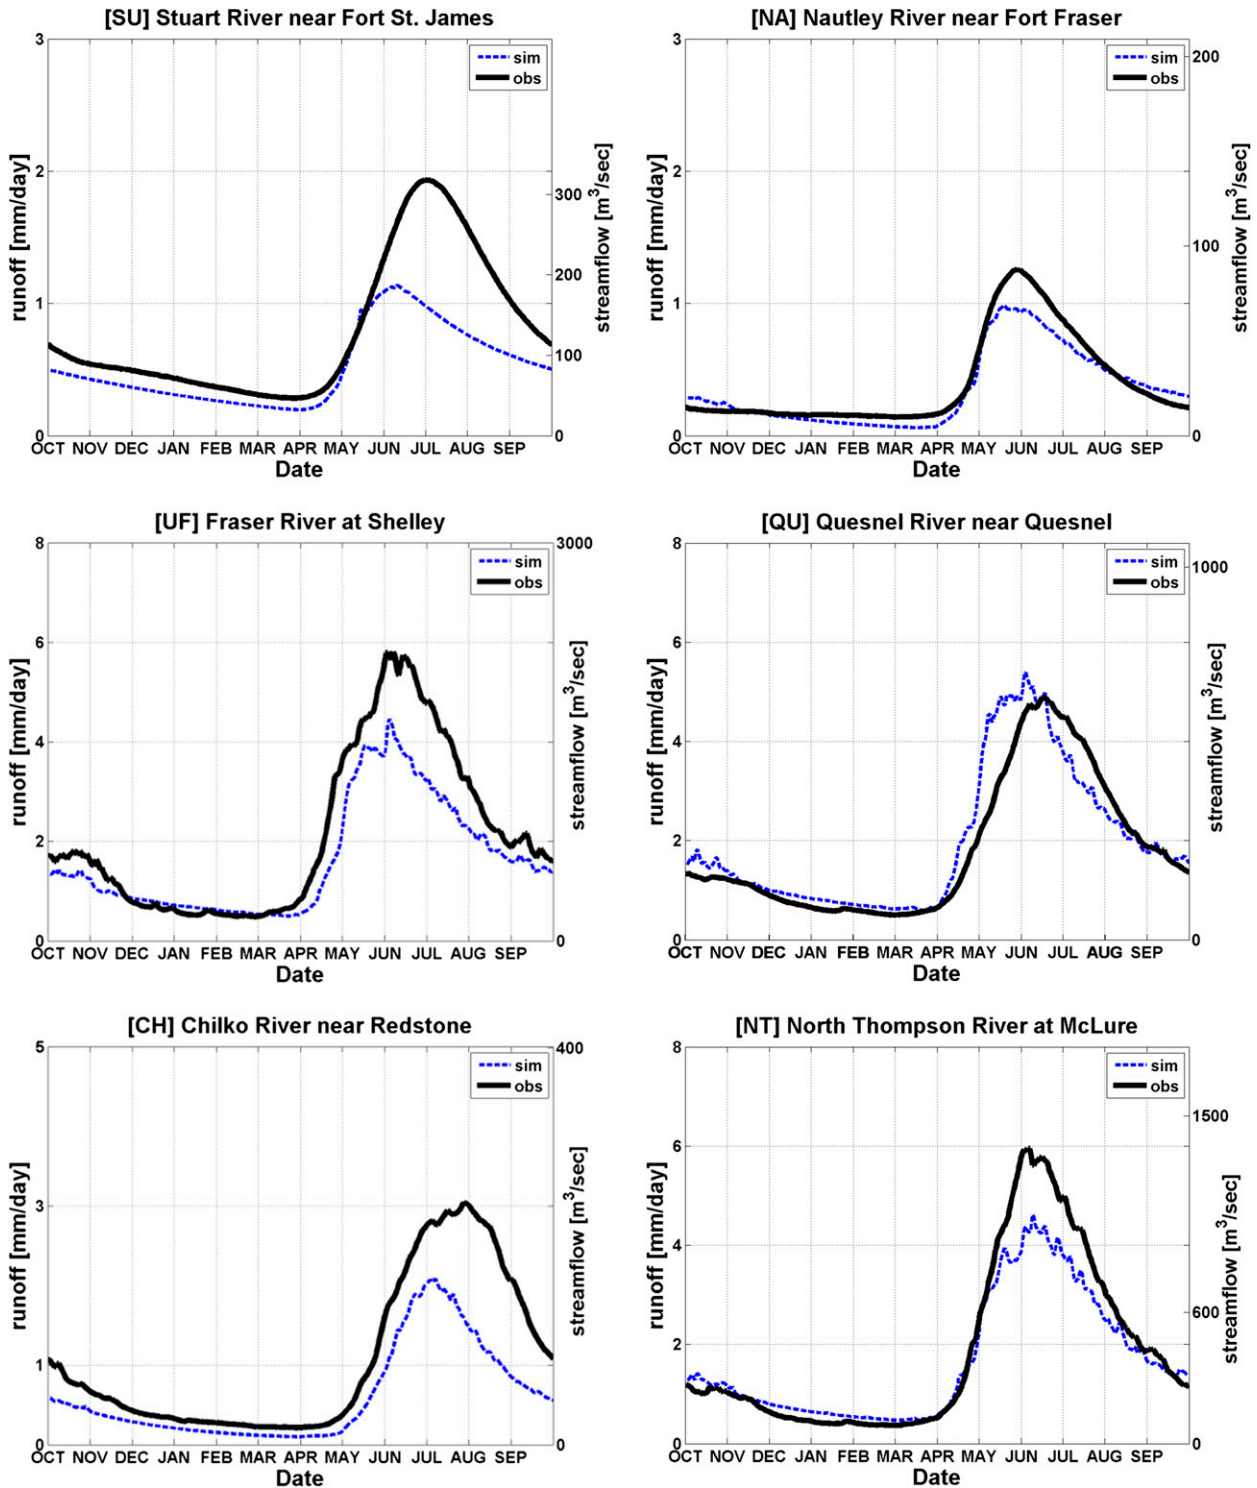 [SU] Stuart River near Fort St. James
3
2
1
0
runoff [mm/day]
sim
obs
300
200
100
0
streamflow [m³/sec]
OCT NOV DEC JAN FEB MAR APR MAY JUN JUL AUG SEP
Date
[NA] Nautley River near Fort Fraser
3
2
1
0
runoff [mm/day]
sim
obs
200
100
0
streamflow [m³/sec]
OCT NOV DEC JAN FEB MAR APR MAY JUN JUL AUG SEP
Date
[UF] Fraser River at Shelley
8
6
4
2
0
runoff [mm/day]
sim
obs
3000
0
streamflow [m³/sec]
OCT NOV DEC JAN FEB MAR APR MAY JUN JUL AUG SEP
Date
[QU] Quesnel River near Quesnel
8
6
4
2
0
runoff [mm/day]
sim
obs
1000
0
streamflow [m³/sec]
OCT NOV DEC JAN FEB MAR APR MAY JUN JUL AUG SEP
Date
[CH] Chilko River near Redstone
5
3
1
0
runoff [mm/day]
sim
obs
400
0
streamflow [m³/sec]
OCT NOV DEC JAN FEB MAR APR MAY JUN JUL AUG SEP
Date
[NT] North Thompson River at McLure
8
6
4
2
0
runoff [mm/day]
sim
obs
1500
600
0
streamflow [m³/sec]
OCT NOV DEC JAN FEB MAR APR MAY JUN JUL AUG SEP
Date